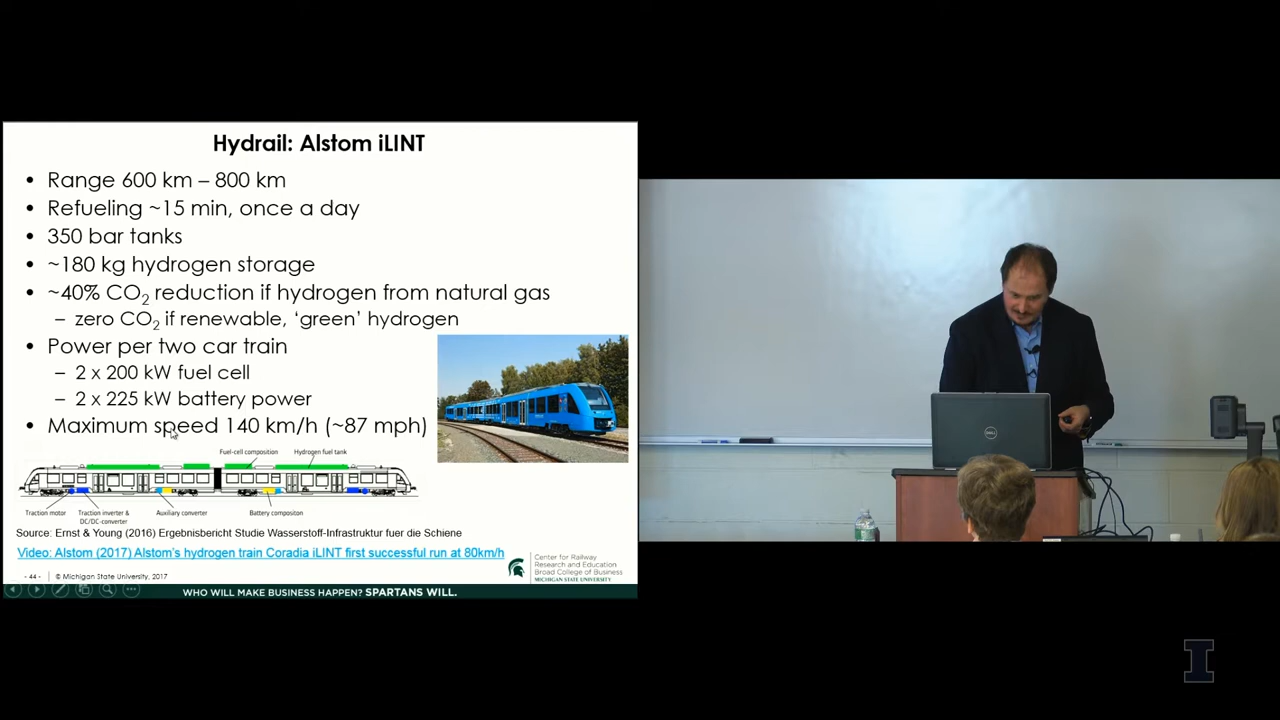 Hydrail: Alstom iLINT
• Range 600 km – 800 km
• Refueling ~15 min, once a day
• 350 bar tanks
• ~180 kg hydrogen storage
• ~40% CO2 reduction if hydrogen from natural gas
– zero CO2 if renewable, ‘green’ hydrogen
• Power per two car train
– 2 x 200 kW fuel cell
– 2 x 225 kW battery power
• Maximum speed 140 km/h (~87 mph)
Fuel-cell composition
Hydrogen fuel tank
Traction motor
Traction inverter &
DC/DC-converter
Auxiliary converter
Battery compositon
Source: Ernst & Young (2016) Ergebnisbericht Studie Wasserstoff-Infrastruktur fuer die Schiene
Video: Alstom (2017) Alstom's hydrogen train Coradia iLINT first successful run at 80km/h
Center for Railway
Research and Education
Broad College of Business
MICHIGAN STATE UNIVERSITY
- 44 - © Michigan State University, 2017
WHO WILL MAKE BUSINESS HAPPEN? SPARTANS WILL.
DELL
I